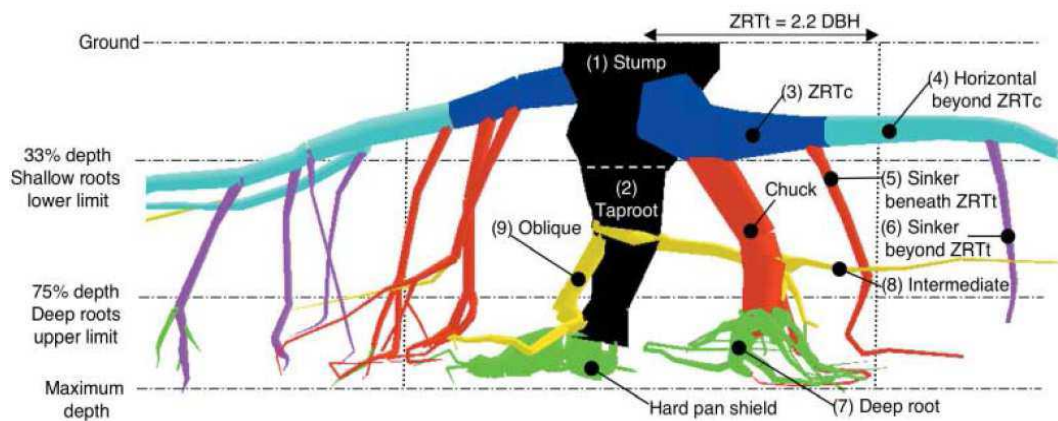 ZRTt = 2.2 DBH
Ground
(1) Stump
(3) ZRTc
(4) Horizontal
beyond ZRTc
33% depth
Shallow roots
lower limit
(2)
Taproot
Chuck
(5) Sinker
beneath ZRTt
(9) Oblique
(6) Sinker
beyond ZRTt
(8) Intermediate
75% depth
Deep roots
upper limit
Maximum
depth
Hard pan shield
(7) Deep root